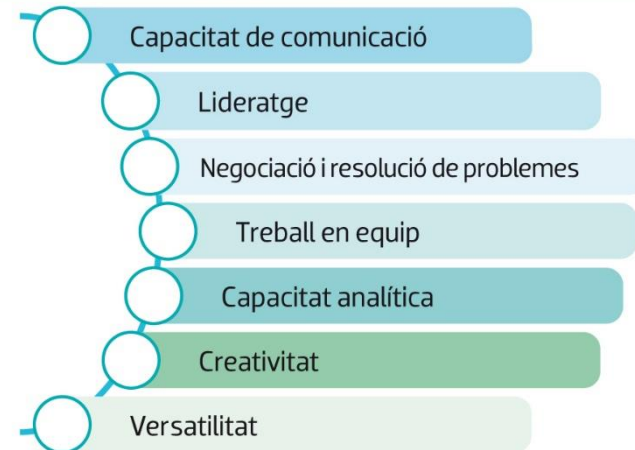 Capacitat de comunicació
Lideratge
Negociació i resolució de problemes
Treball en equip
Capacitat analítica
Creativitat
Versatilitat